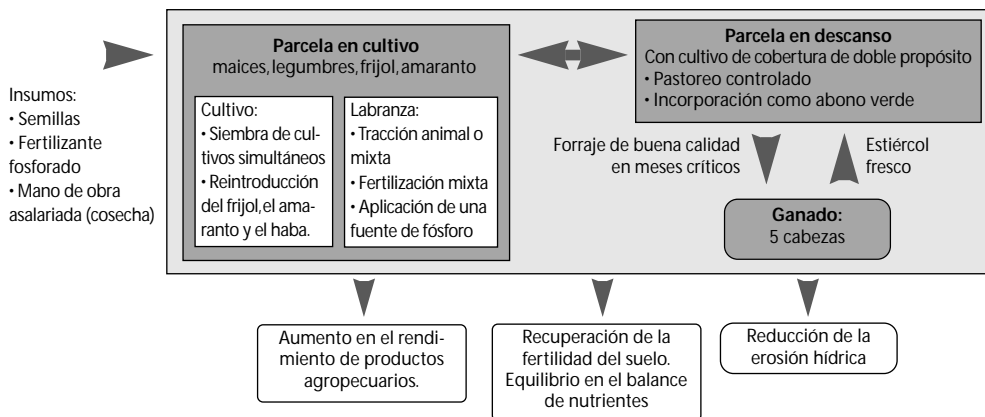 Insumos:
• Semillas
• Fertilizante
fosforado
• Mano de obra
asalariada (cosecha)
Parcela en cultivo
maices, legumbres, frijol, amaranto
Cultivo:
• Siembra de cul-
tivos simultáneos
• Reintroducción
del frijol, el ama-
ranto y el haba.
Labranza:
• Tracción animal o
mixta
• Fertilización mixta
• Aplicación de una
fuente de fósforo
Parcela en descanso
Con cultivo de cobertura de doble propósito
• Pastoreo controlado
• Incorporación como abono verde
Forraje de buena calidad
en meses críticos
Estiércol
fresco
Ganado:
5 cabezas
Aumento en el rendi-
miento de productos
agropecuarios.
Recuperación de la
fertilidad del suelo.
Equilibrio en el balance
de nutrientes
Reducción de la
erosión hídrica